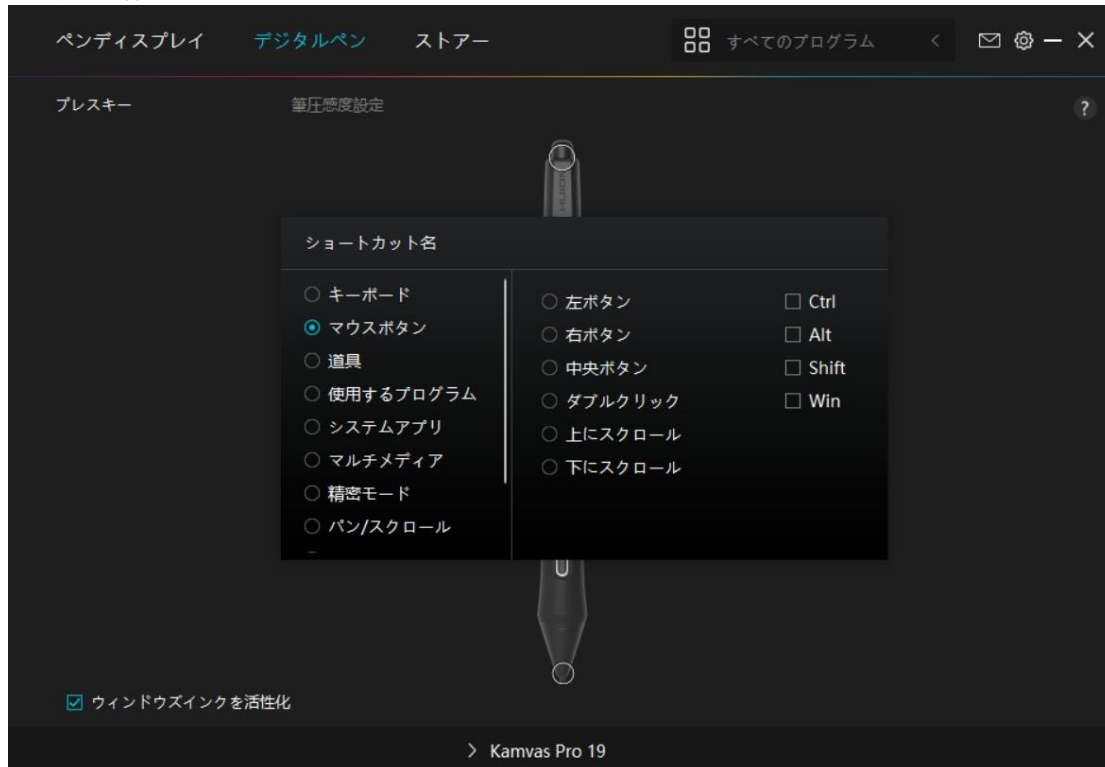 ペンディスプレイ デジタルペン ストアー すべてのプログラム
プレスキー 筆圧感度設定 ?
HUION
ショートカット名
キーボード
マウスボタン
道具
使用するプログラム
システムアプリ
マルチメディア
精密モード
パン/スクロール
左ボタン
右ボタン
中央ボタン
ダブルクリック
上にスクロール
下にスクロール
Ctrl
Alt
Shift
Win
ウィンドウズインクを活性化
Kamvas Pro 19